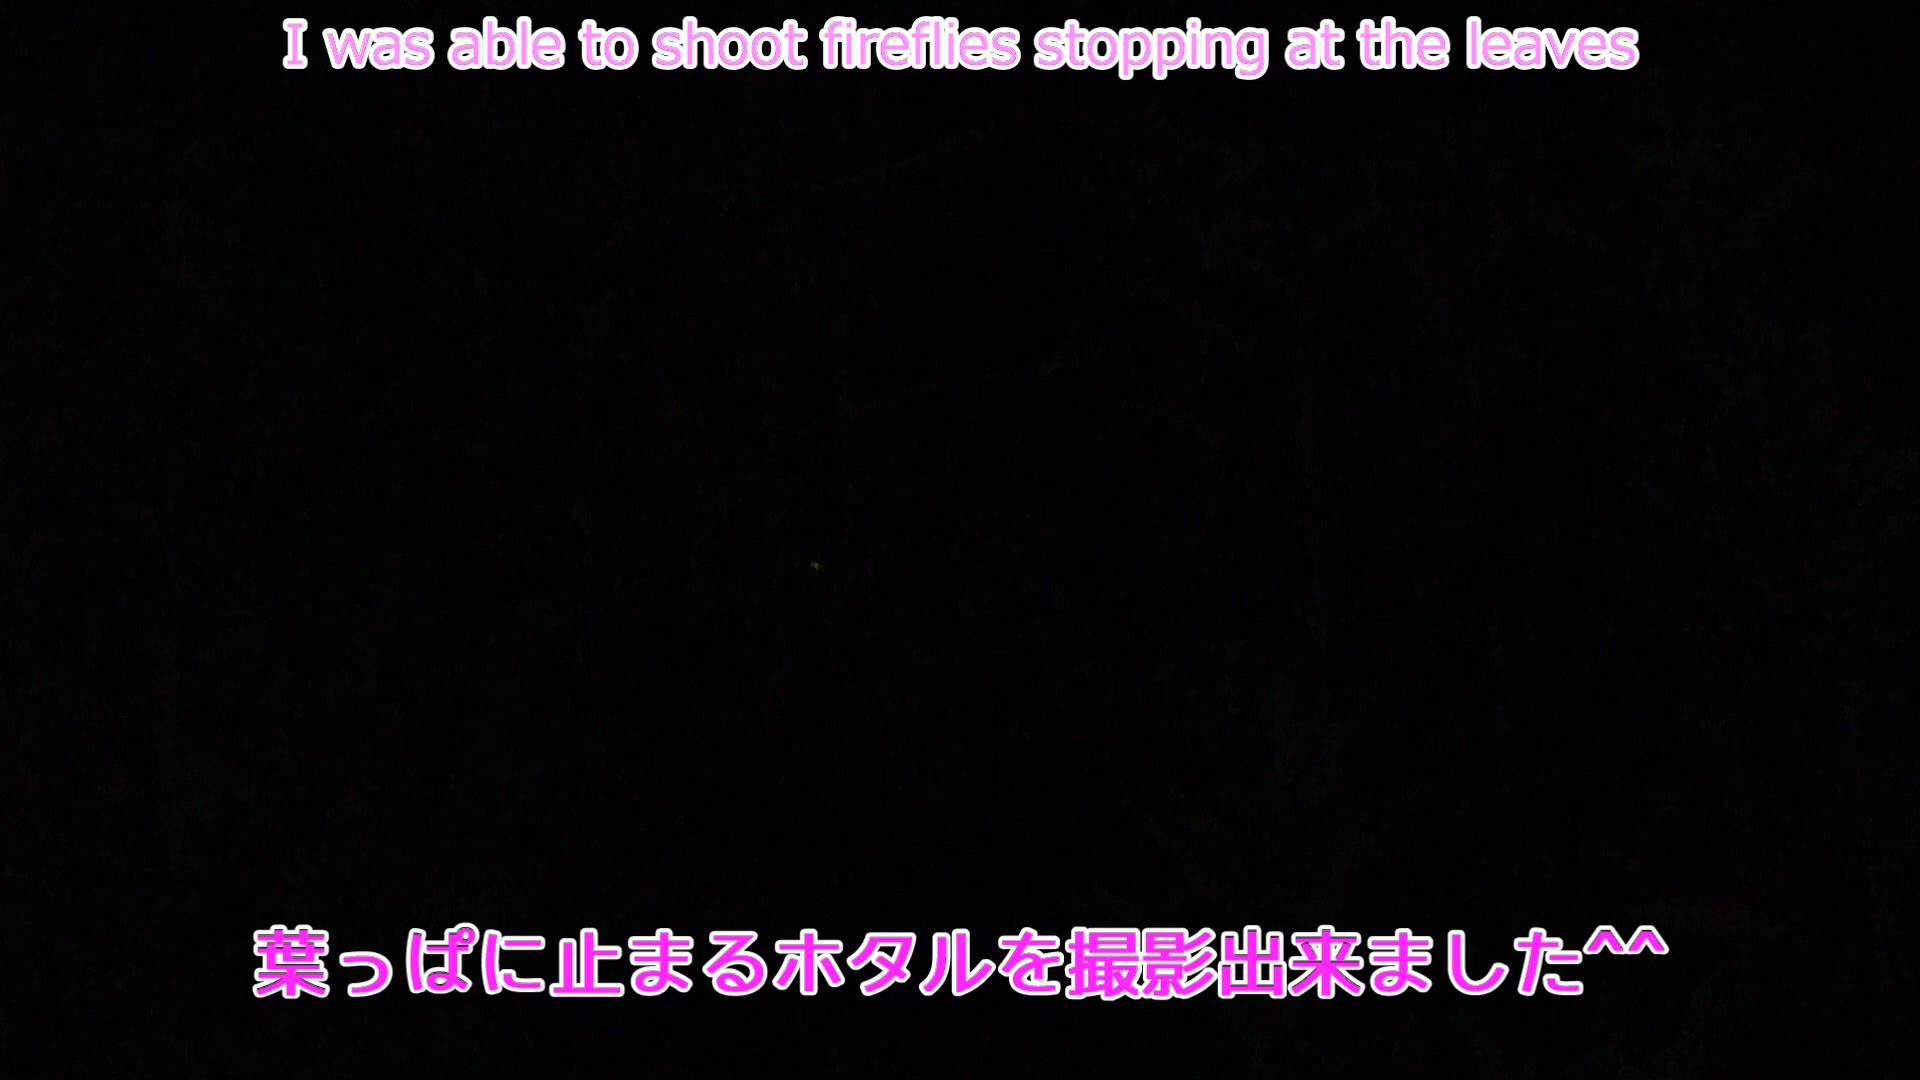 I was able to shoot fireflies stopping at the leaves
葉っぱに止まるホタルを撮影出来ました^^